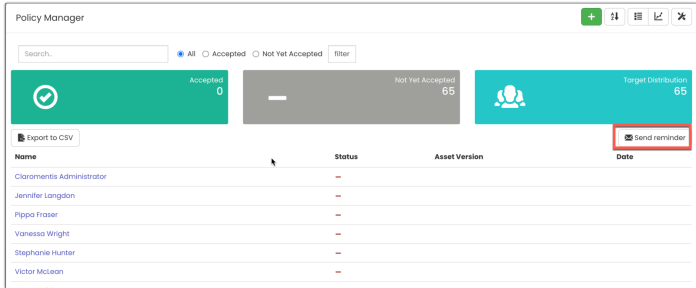 Policy Manager
Search..
All Accepted Not Yet Accepted filter
Accepted
0
Not Yet Accepted
65
Target Distribution
65
Export to CSV
Send reminder
Name Status Asset Version Date
Claromentis Administrator –
Jennifer Langdon –
Pippa Fraser –
Vanessa Wright –
Stephanie Hunter –
Victor McLean –